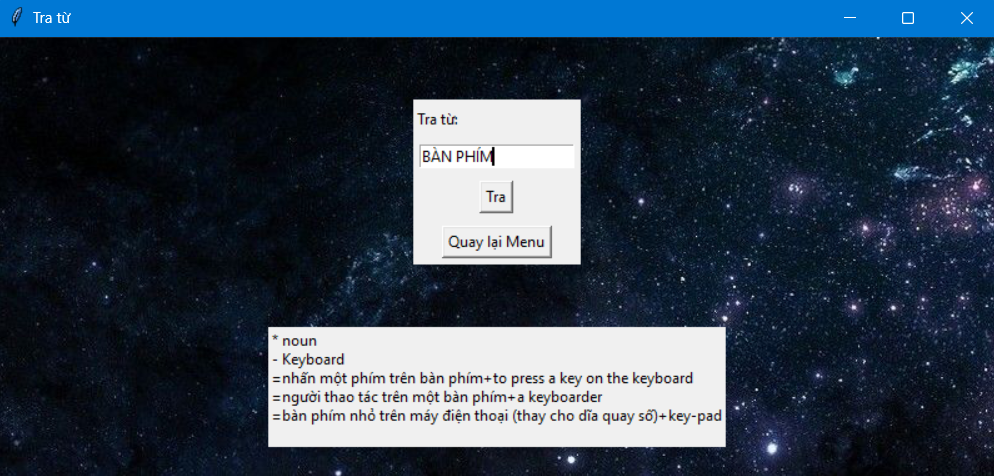 Tra từ
Tra từ:
BÀN PHÍM
Tra
Quay lại Menu
* noun
- Keyboard
=nhấn một phím trên bàn phím+to press a key on the keyboard
=người thao tác trên một bàn phím+a keyboarder
=bàn phím nhỏ trên máy điện thoại (thay cho dĩa quay số)+key-pad